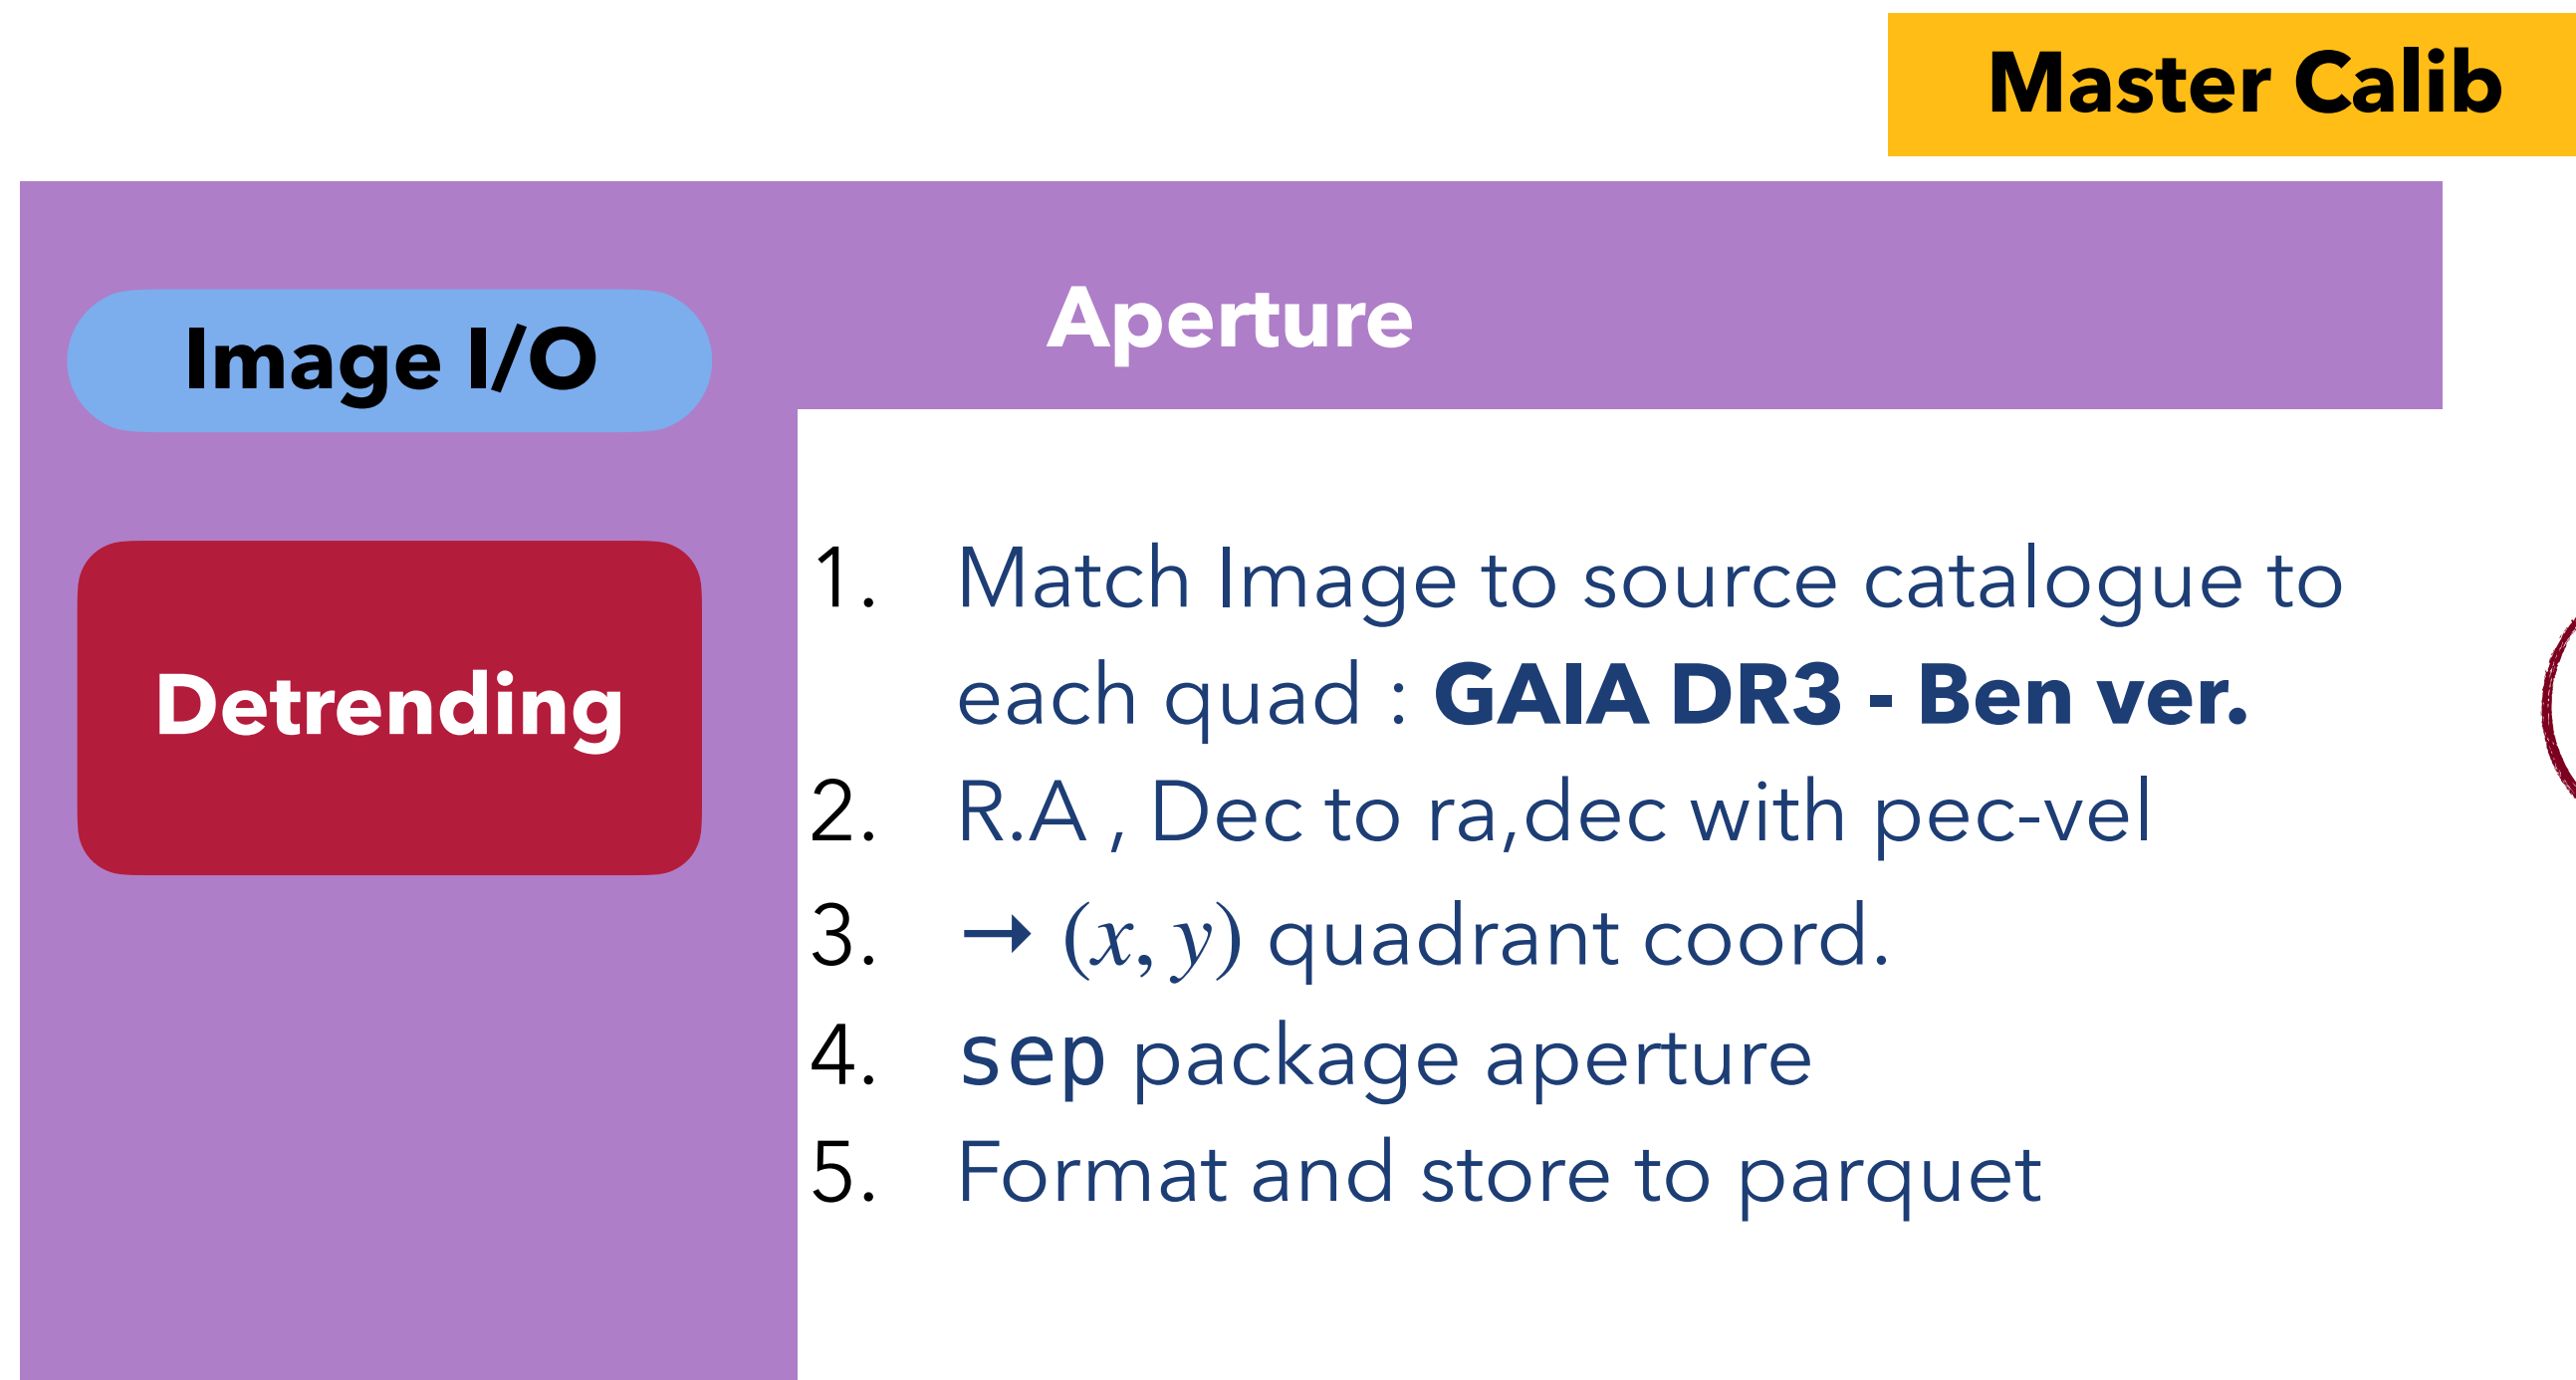 Master Calib
Image I/O
Aperture
Detrending
1. Match Image to source catalogue to
each quad : GAIA DR3 - Ben ver.
2. R.A , Dec to ra,dec with pec-vel
3. → (x, y) quadrant coord.
4. sep package aperture
5. Format and store to parquet